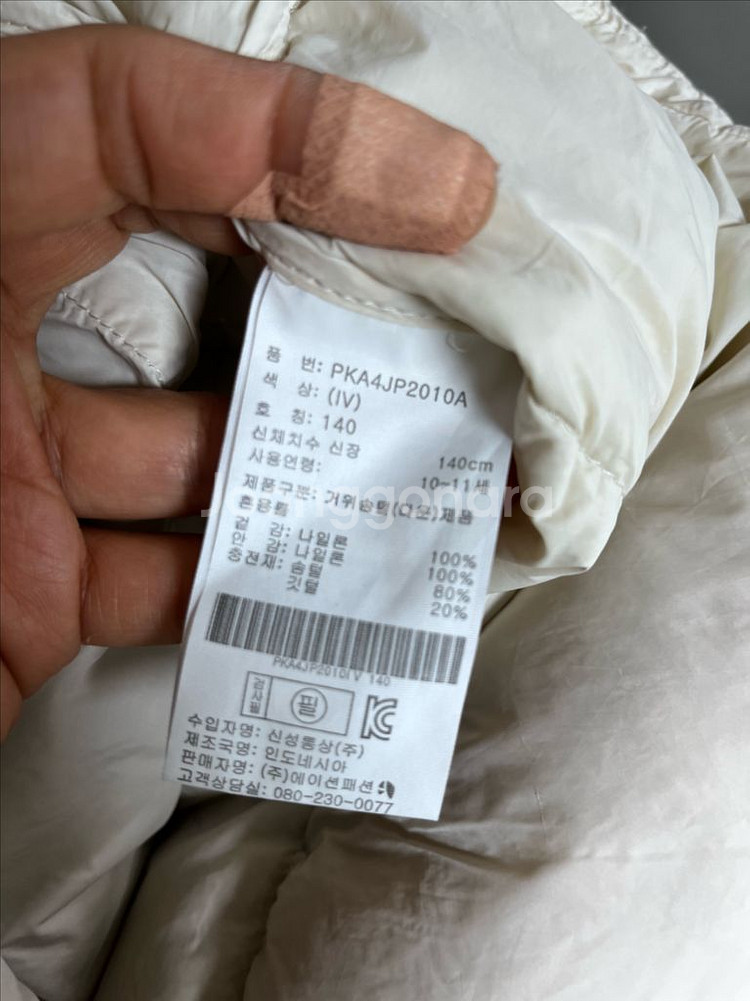 품 번: PKA4JP2010A
색 상: (IV)
호 칭: 140
신체치수 신장 140cm
사용연령: 10~11세
제품구분: 거위솜털(다운)제품
혼용률
겉 감: 나일론 100%
안 감: 나일론 100%
충전재: 솜털 80%
깃털 20%
PKA4JP2010IV 140
검사필 필
수입자명: 신성통상(주)
제조국명: 인도네시아
판매자명: (주)에이션패션
고객상담실: 080-230-0077
Joonggonara